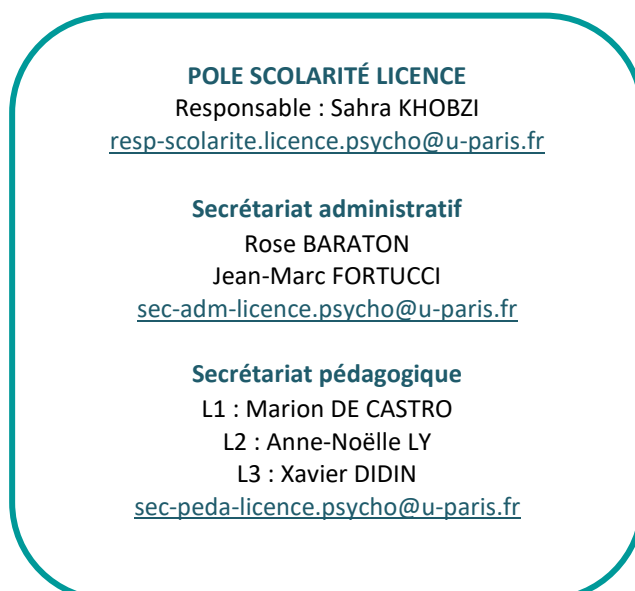 POLE SCOLARITÉ LICENCE
Responsable : Sahra KHOBZI
resp-scolarite.licence.psycho@u-paris.fr
Secrétariat administratif
Rose BARATON
Jean-Marc FORTUCCI
sec-adm-licence.psycho@u-paris.fr
Secrétariat pédagogique
L1 : Marion DE CASTRO
L2 : Anne-Noëlle LY
L3 : Xavier DIDIN
sec-peda-licence.psycho@u-paris.fr